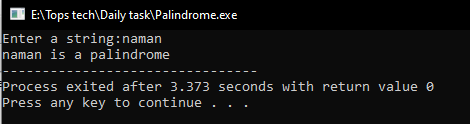 E:\Tops tech\Daily task\Palindrome.exe
Enter a string:naman
naman is a palindrome
--------------------------------
Process exited after 3.373 seconds with return value 0
Press any key to continue . . .